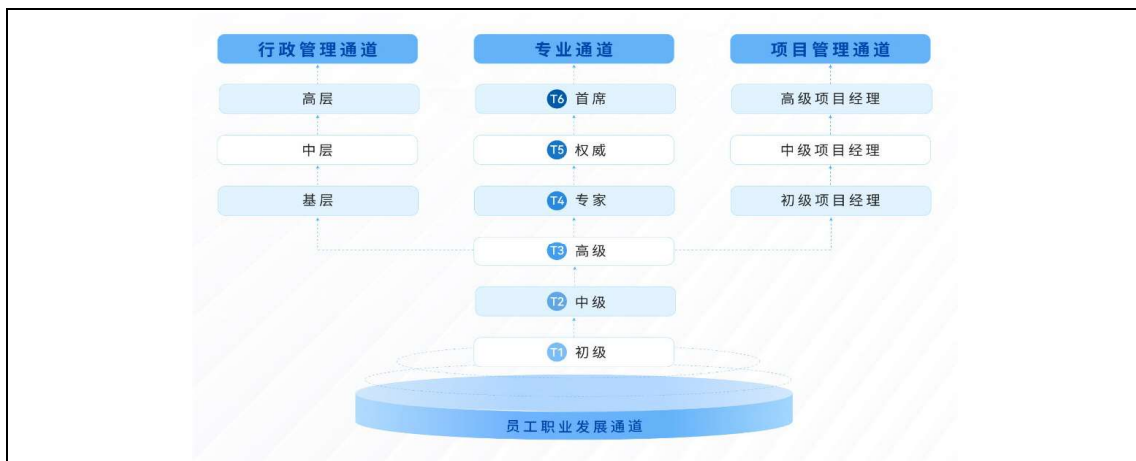 行政管理通道 专业通道 项目管理通道
高层 T6 首席 高级项目经理
中层 T5 权威 中级项目经理
基层 T4 专家 初级项目经理
T3 高级
T2 中级
T1 初级
员工职业发展通道